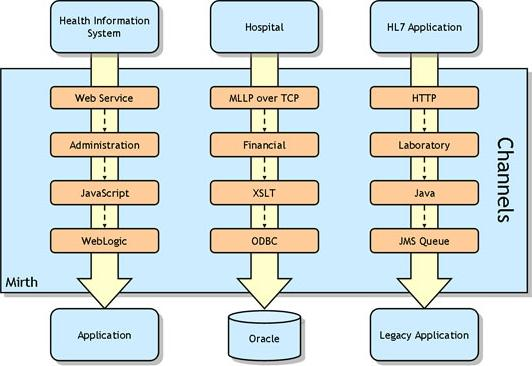 Health Information
System
Hospital
HL7 Application
Web Service
MLLP over TCP
HTTP
Administration
Financial
Laboratory
JavaScript
XSLT
Java
WebLogic
ODBC
JMS Queue
Channels
Mirth
Application
Oracle
Legacy Application